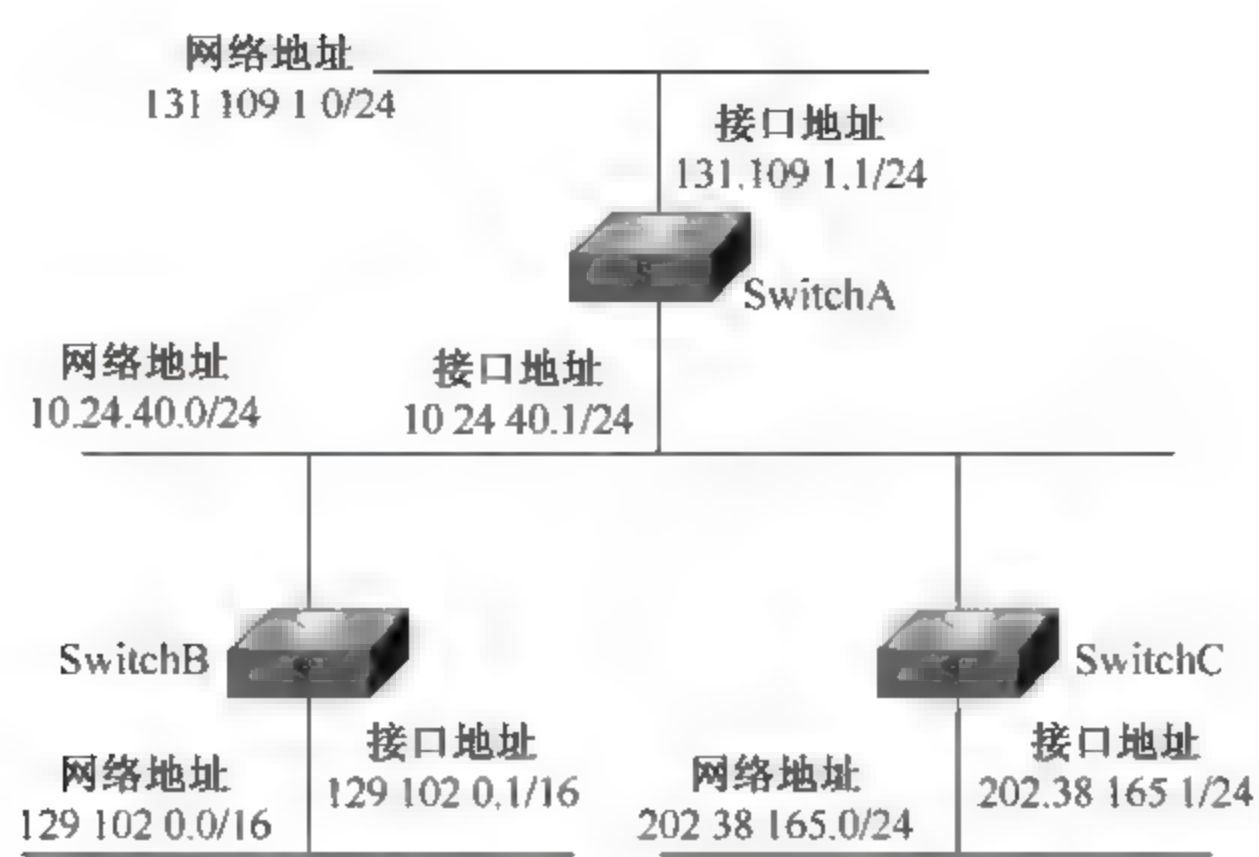 网络地址
131 109 1 0/24
接口地址
131.109 1.1/24
SwitchA
网络地址
10.24.40.0/24
接口地址
10 24 40.1/24
SwitchB
SwitchC
接口地址
129 102 0.1/16
网络地址
129 102 0.0/16
接口地址
202.38 165 1/24
网络地址
202 38 165.0/24